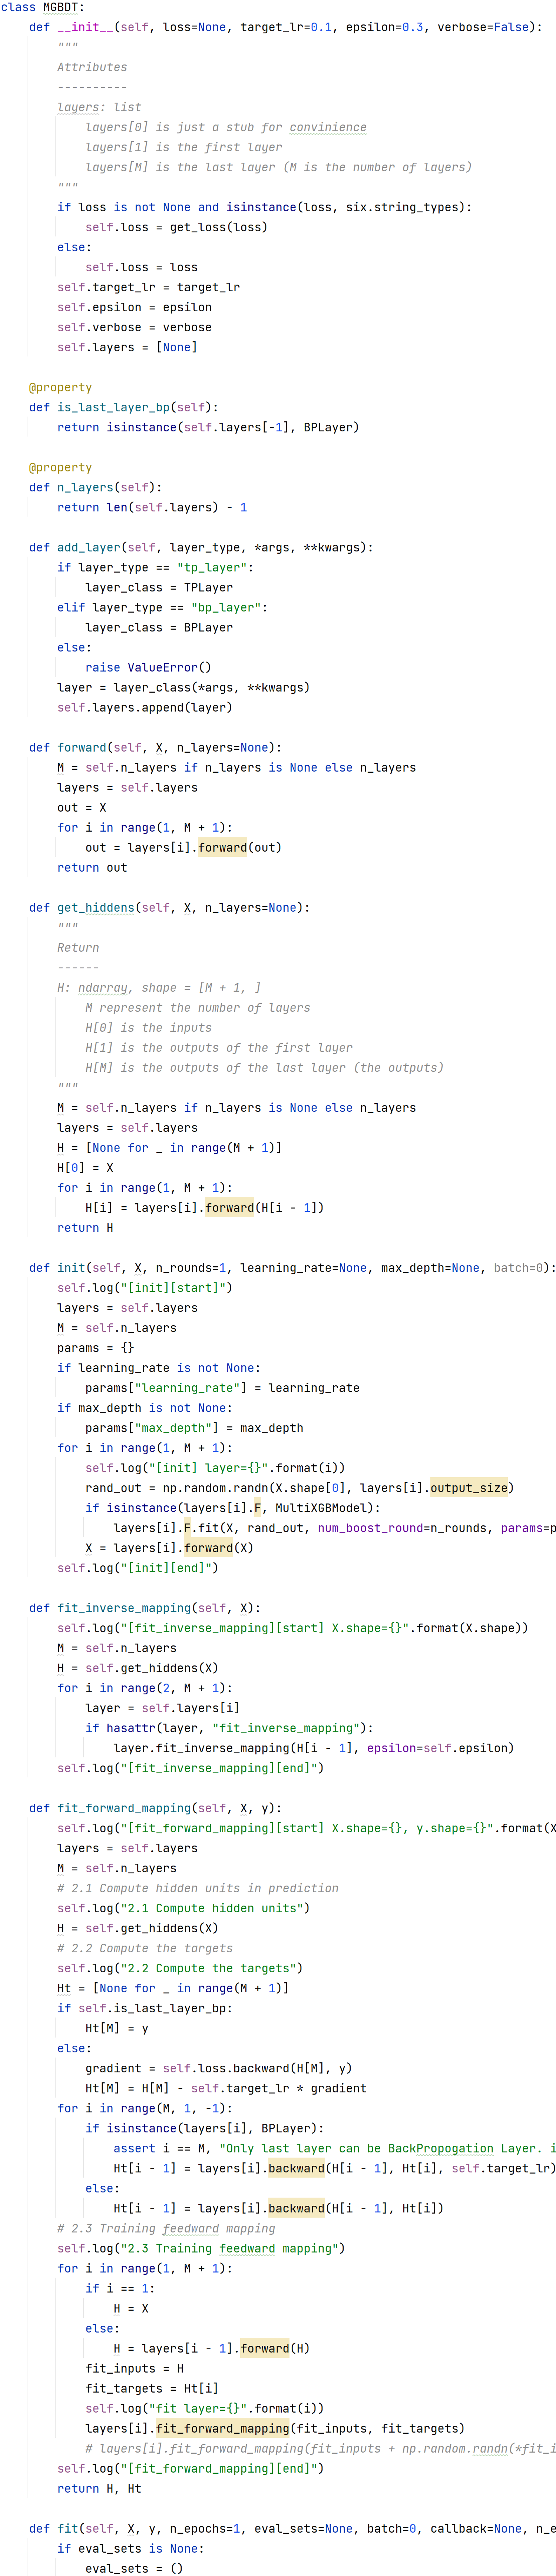 class MGBDT:
    def __init__(self, loss=None, target_lr=0.1, epsilon=0.3, verbose=False):
        """
        Attributes
        ----------
        layers: list
            layers[0] is just a stub for convinience
            layers[1] is the first layer
            layers[M] is the last layer (M is the number of layers)
        """
        if loss is not None and isinstance(loss, six.string_types):
            self.loss = get_loss(loss)
        else:
            self.loss = loss
        self.target_lr = target_lr
        self.epsilon = epsilon
        self.verbose = verbose
        self.layers = [None]

    @property
    def is_last_layer_bp(self):
        return isinstance(self.layers[-1], BPLayer)

    @property
    def n_layers(self):
        return len(self.layers) - 1

    def add_layer(self, layer_type, *args, **kwargs):
        if layer_type == "tp_layer":
            layer_class = TPLayer
        elif layer_type == "bp_layer":
            layer_class = BPLayer
        else:
            raise ValueError()
        layer = layer_class(*args, **kwargs)
        self.layers.append(layer)

    def forward(self, X, n_layers=None):
        M = self.n_layers if n_layers is None else n_layers
        layers = self.layers
        out = X
        for i in range(1, M + 1):
            out = layers[i].forward(out)
        return out

    def get_hiddens(self, X, n_layers=None):
        """
        Return
        ------
        H: ndarray, shape = [M + 1, ]
            M represent the number of layers
            H[0] is the inputs
            H[1] is the outputs of the first layer
            H[M] is the outputs of the last layer (the outputs)
        """
        M = self.n_layers if n_layers is None else n_layers
        layers = self.layers
        H = [None for _ in range(M + 1)]
        H[0] = X
        for i in range(1, M + 1):
            H[i] = layers[i].forward(H[i - 1])
        return H

    def init(self, X, n_rounds=1, learning_rate=None, max_depth=None, batch=0):
        self.log("[init][start]")
        layers = self.layers
        M = self.n_layers
        params = {}
        if learning_rate is not None:
            params["learning_rate"] = learning_rate
        if max_depth is not None:
            params["max_depth"] = max_depth
        for i in range(1, M + 1):
            self.log("[init] layer={}".format(i))
            rand_out = np.random.randn(X.shape[0], layers[i].output_size)
            if isinstance(layers[i].F, MultiXGBModel):
                layers[i].F.fit(X, rand_out, num_boost_round=n_rounds, params=p
            X = layers[i].forward(X)
        self.log("[init][end]")

    def fit_inverse_mapping(self, X):
        self.log("[fit_inverse_mapping][start] X.shape={}".format(X.shape))
        M = self.n_layers
        H = self.get_hiddens(X)
        for i in range(2, M + 1):
            layer = self.layers[i]
            if hasattr(layer, "fit_inverse_mapping"):
                layer.fit_inverse_mapping(H[i - 1], epsilon=self.epsilon)
        self.log("[fit_inverse_mapping][end]")

    def fit_forward_mapping(self, X, y):
        self.log("[fit_forward_mapping][start] X.shape={}, y.shape={}".format(X
        layers = self.layers
        M = self.n_layers
        # 2.1 Compute hidden units in prediction
        self.log("2.1 Compute hidden units")
        H = self.get_hiddens(X)
        # 2.2 Compute the targets
        self.log("2.2 Compute the targets")
        Ht = [None for _ in range(M + 1)]
        if self.is_last_layer_bp:
            Ht[M] = y
        else:
            gradient = self.loss.backward(H[M], y)
            Ht[M] = H[M] - self.target_lr * gradient
        for i in range(M, 1, -1):
            if isinstance(layers[i], BPLayer):
                assert i == M, "Only last layer can be BackPropogation Layer. i
                Ht[i - 1] = layers[i].backward(H[i - 1], Ht[i], self.target_lr)
            else:
                Ht[i - 1] = layers[i].backward(H[i - 1], Ht[i])
        # 2.3 Training feedward mapping
        self.log("2.3 Training feedward mapping")
        for i in range(1, M + 1):
            if i == 1:
                H = X
            else:
                H = layers[i - 1].forward(H)
            fit_inputs = H
            fit_targets = Ht[i]
            self.log("fit layer={}".format(i))
            layers[i].fit_forward_mapping(fit_inputs, fit_targets)
            # layers[i].fit_forward_mapping(fit_inputs + np.random.randn(*fit_i
        self.log("[fit_forward_mapping][end]")
        return H, Ht

    def fit(self, X, y, n_epochs=1, eval_sets=None, batch=0, callback=None, n_e
        if eval_sets is None:
            eval_sets = ()